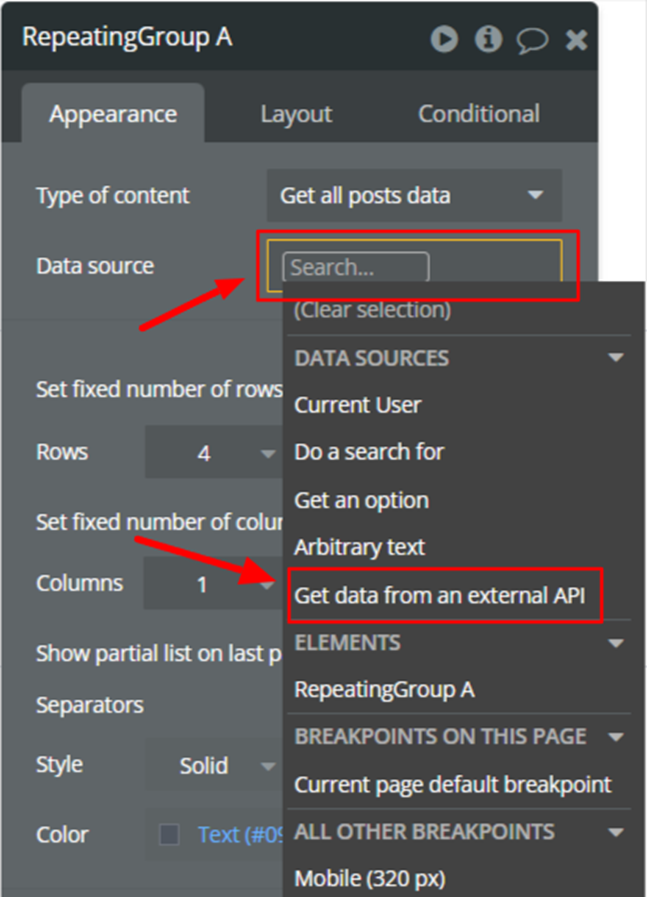 RepeatingGroup A
Appearance Layout Conditional
Type of content Get all posts data
Data source Search...
(Clear selection)
DATA SOURCES
Set fixed number of rows
Current User
Rows 4 Do a search for
Get an option
Set fixed number of colu
Arbitrary text
Columns 1 Get data from an external API
ELEMENTS
Show partial list on last p
RepeatingGroup A
Separators
BREAKPOINTS ON THIS PAGE
Style Solid
Current page default breakpoint
Color Text (#09 ALL OTHER BREAKPOINTS
Mobile (320 px)